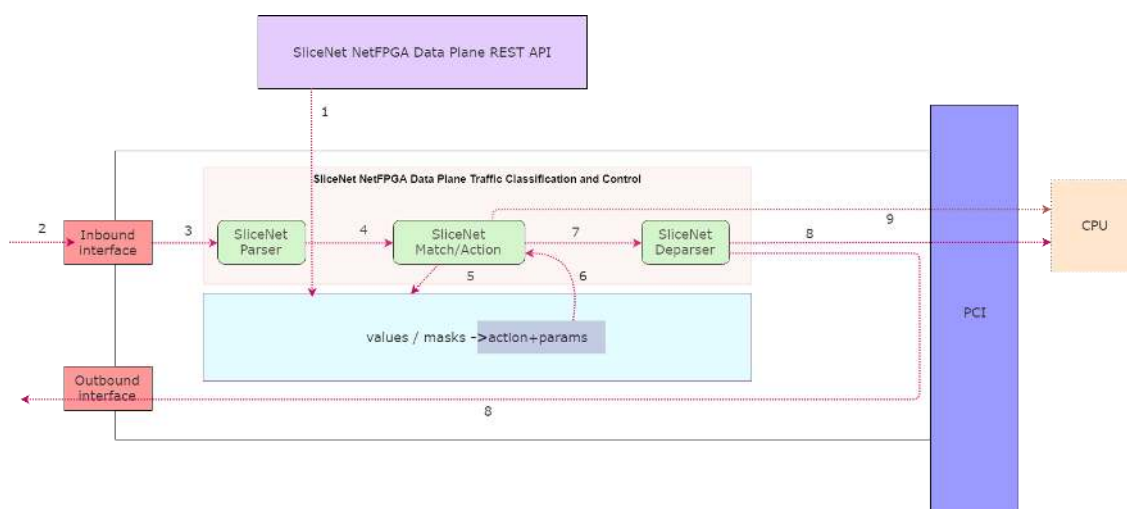 SliceNet NetFPGA Data Plane REST API
1
SliceNet NetFPGA Data Plane Traffic Classification and Control
2
Inbound
interface
3
SliceNet
Parser
4
SliceNet
Match/Action
7
SliceNet
Deparser
9
8
CPU
5
6
values / masks ->action+params
PCI
Outbound
interface
8